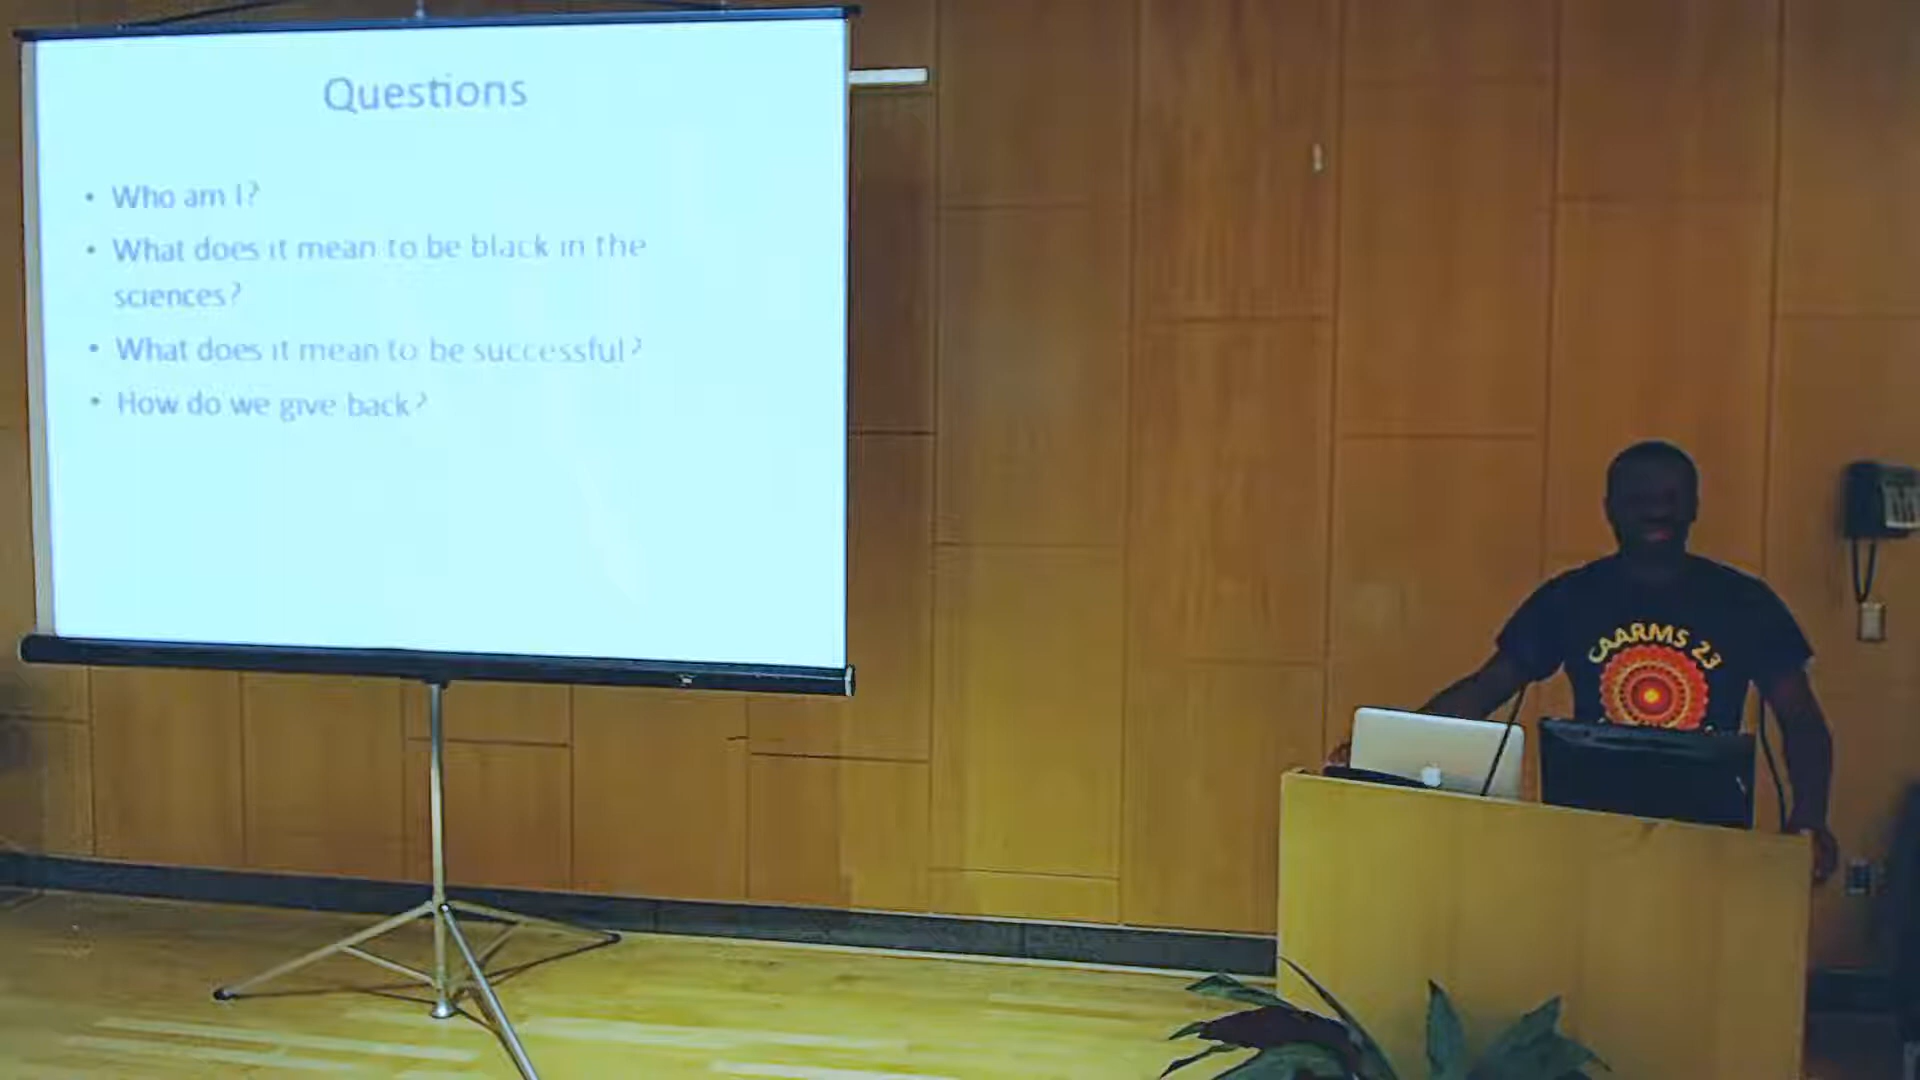 Questions
• Who am I?
• What does it mean to be black in the
sciences?
• What does it mean to be successful?
• How do we give back?
CAARMS 23